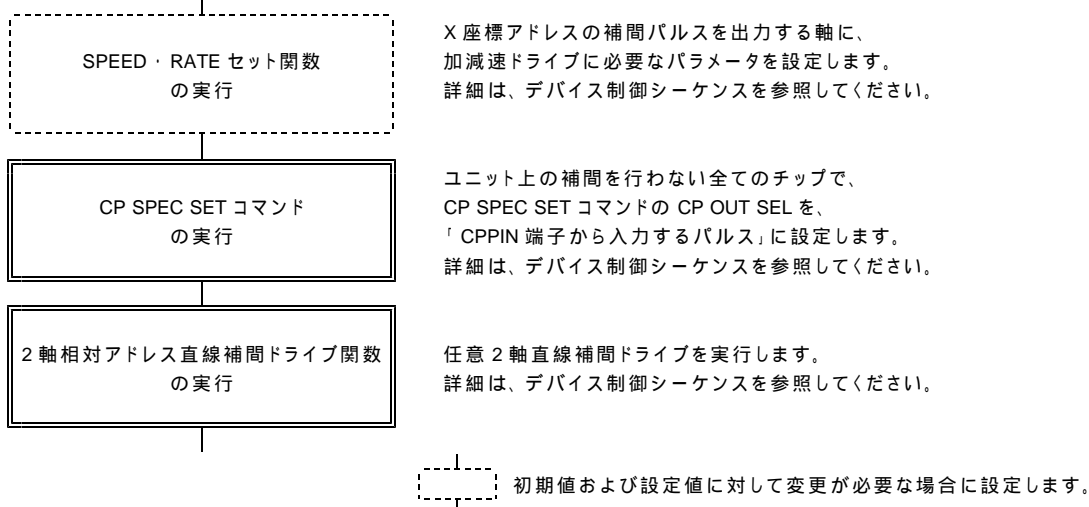 SPEED・RATE セット関数
の実行
X 座標アドレスの補間パルスを出力する軸に、
加減速ドライブに必要なパラメータを設定します。
詳細は、デバイス制御シーケンスを参照してください。
CP SPEC SET コマンド
の実行
ユニット上の補間を行わない全てのチップで、
CP SPEC SET コマンドの CP OUT SEL を、
「 CPPIN 端子から入力するパルス」に設定します。
詳細は、デバイス制御シーケンスを参照してください。
2 軸相対アドレス直線補間ドライブ関数
の実行
任意 2 軸直線補間ドライブを実行します。
詳細は、デバイス制御シーケンスを参照してください。
初期値および設定値に対して変更が必要な場合に設定します。